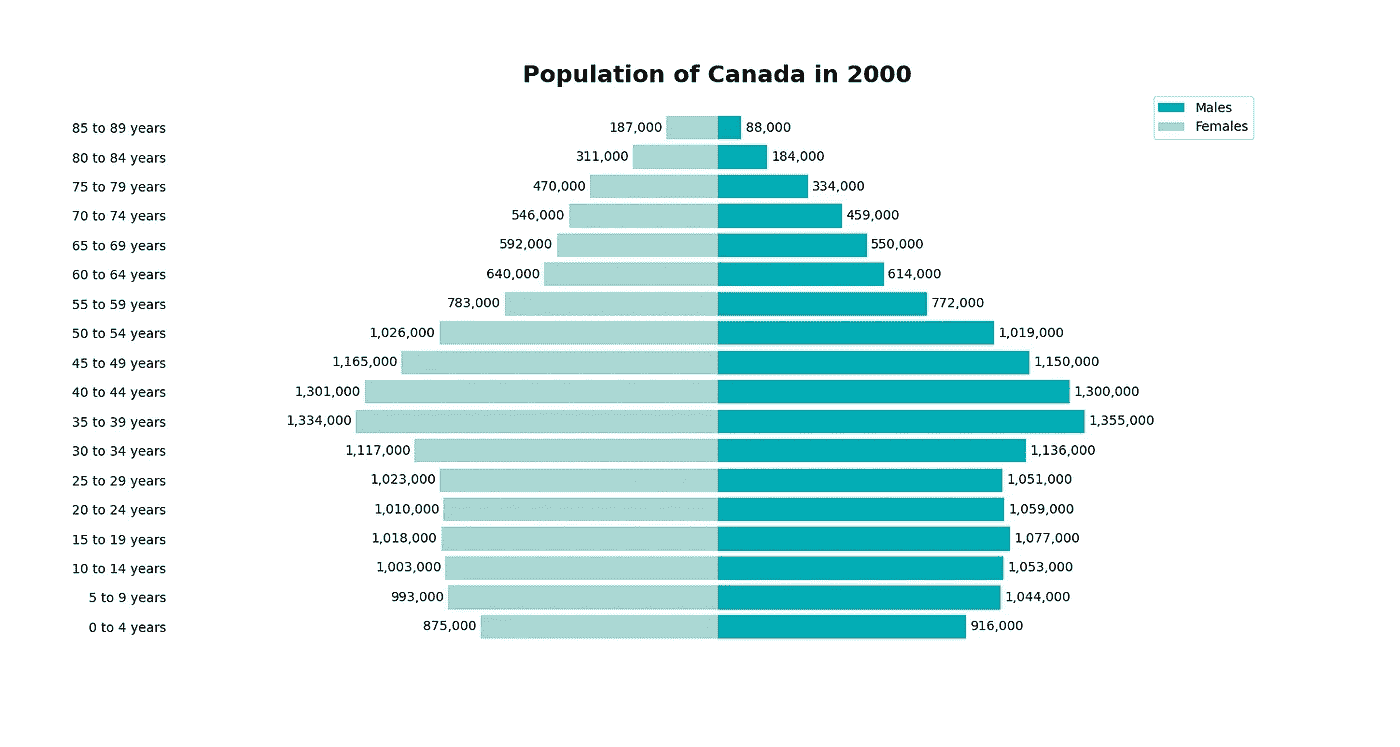 Population of Canada in 2000
Males
Females
85 to 89 years 187,000 88,000
80 to 84 years 311,000 184,000
75 to 79 years 470,000 334,000
70 to 74 years 546,000 459,000
65 to 69 years 592,000 550,000
60 to 64 years 640,000 614,000
55 to 59 years 783,000 772,000
50 to 54 years 1,026,000 1,019,000
45 to 49 years 1,165,000 1,150,000
40 to 44 years 1,301,000 1,300,000
35 to 39 years 1,334,000 1,355,000
30 to 34 years 1,117,000 1,136,000
25 to 29 years 1,023,000 1,051,000
20 to 24 years 1,010,000 1,059,000
15 to 19 years 1,018,000 1,077,000
10 to 14 years 1,003,000 1,053,000
5 to 9 years 993,000 1,044,000
0 to 4 years 875,000 916,000